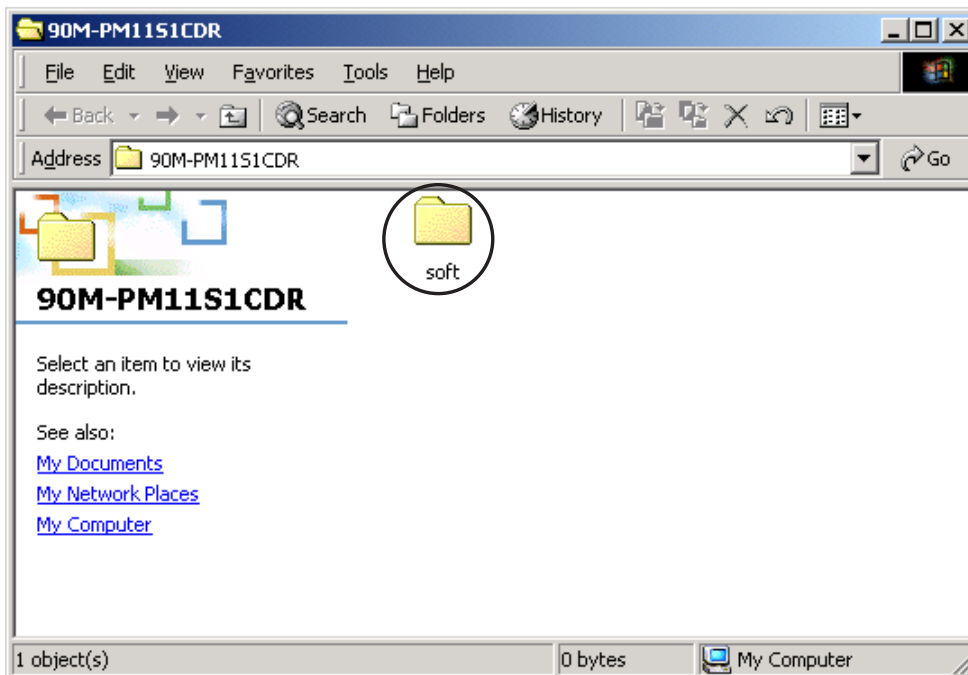 90M-PM11S1CDR
File Edit View Favorites Tools Help
Back Search Folders History
Address 90M-PM11S1CDR Go
soft
90M-PM11S1CDR
Select an item to view its
description.
See also:
My Documents
My Network Places
My Computer
1 object(s) 0 bytes My Computer